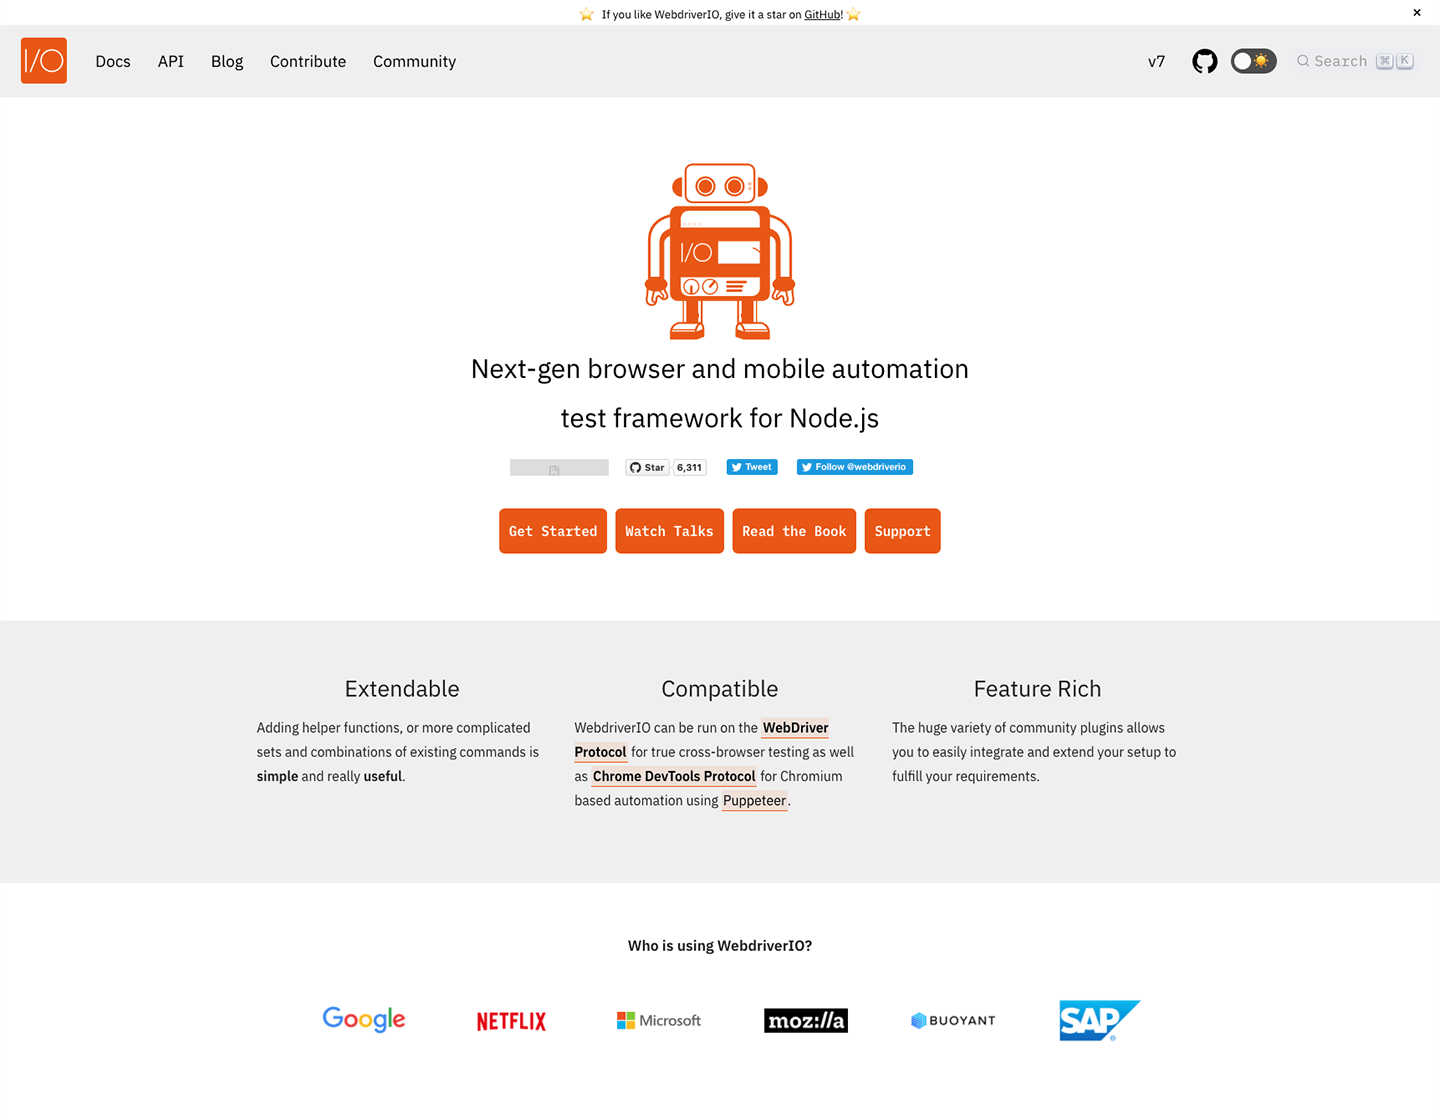 ⭐️ If you like WebdriverIO, give it a star on GitHub! ⭐️ ×
I/O Docs API Blog Contribute Community v7 Search ⌘ K
I/O
Next-gen browser and mobile automation
test framework for Node.js
Star 6,311 Tweet Follow @webdriverio
Get Started Watch Talks Read the Book Support
Extendable
Adding helper functions, or more complicated
sets and combinations of existing commands is
simple and really useful.
Compatible
WebdriverIO can be run on the WebDriver
Protocol for true cross-browser testing as well
as Chrome DevTools Protocol for Chromium
based automation using Puppeteer.
Feature Rich
The huge variety of community plugins allows
you to easily integrate and extend your setup to
fulfill your requirements.
Who is using WebdriverIO?
Google NETFLIX Microsoft moz://a BUOYANT SAP